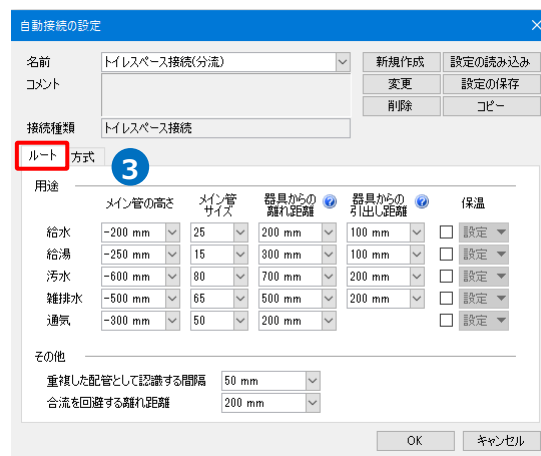 自動接続の設定
名前 トイレスペース接続(分流) 新規作成 設定の読み込み
コメント 変更 設定の保存
削除 コピー
接続種類 トイレスペース接続
ルート 方式
3
用途
メイン管の高さ メイン管サイズ 器具からの離れ距離 器具からの引出し距離 保温
給水 -200 mm 25 200 mm 100 mm 設定
給湯 -250 mm 15 300 mm 100 mm 設定
汚水 -600 mm 80 700 mm 200 mm 設定
雑排水 -500 mm 65 500 mm 200 mm 設定
通気 -300 mm 50 200 mm 設定
その他
重複した配管として認識する間隔 50 mm
合流を回避する離れ距離 200 mm
OK キャンセル